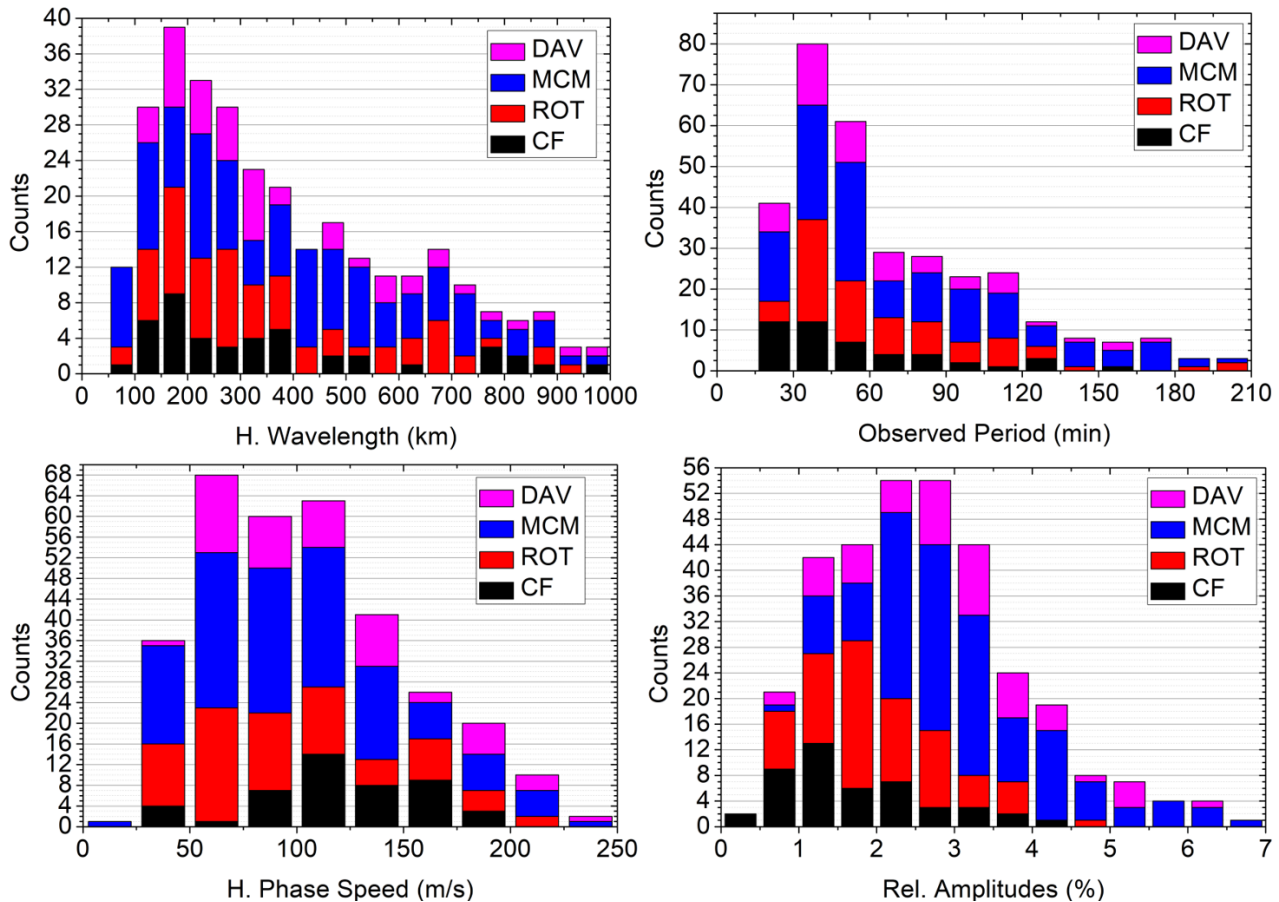 40
36
32
28
24
20
16
12
8
4
0
Counts
DAV
MCM
ROT
CF
100 200 300 400 500 600 700 800 900 1000
H. Wavelength (km)
80
70
60
50
40
30
20
10
0
Counts
DAV
MCM
ROT
CF
0 30 60 90 120 150 180 210
Observed Period (min)
68
64
60
56
52
48
44
40
36
32
28
24
20
16
12
8
4
0
Counts
DAV
MCM
ROT
CF
0 50 100 150 200 250
H. Phase Speed (m/s)
56
52
48
44
40
36
32
28
24
20
16
12
8
4
0
Counts
DAV
MCM
ROT
CF
0 1 2 3 4 5 6 7
Rel. Amplitudes (%)